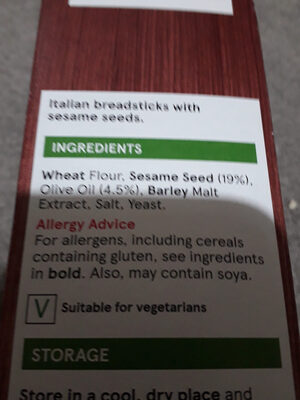 Italian breadsticks with
sesame seeds.
INGREDIENTS
Wheat Flour, Sesame Seed (19%),
Olive Oil (4.5%), Barley Malt
Extract, Salt, Yeast.
Allergy Advice
For allergens, including cereals
containing gluten, see ingredients
in bold. Also, may contain soya.
V Suitable for vegetarians
STORAGE
Store in a cool, dry place and